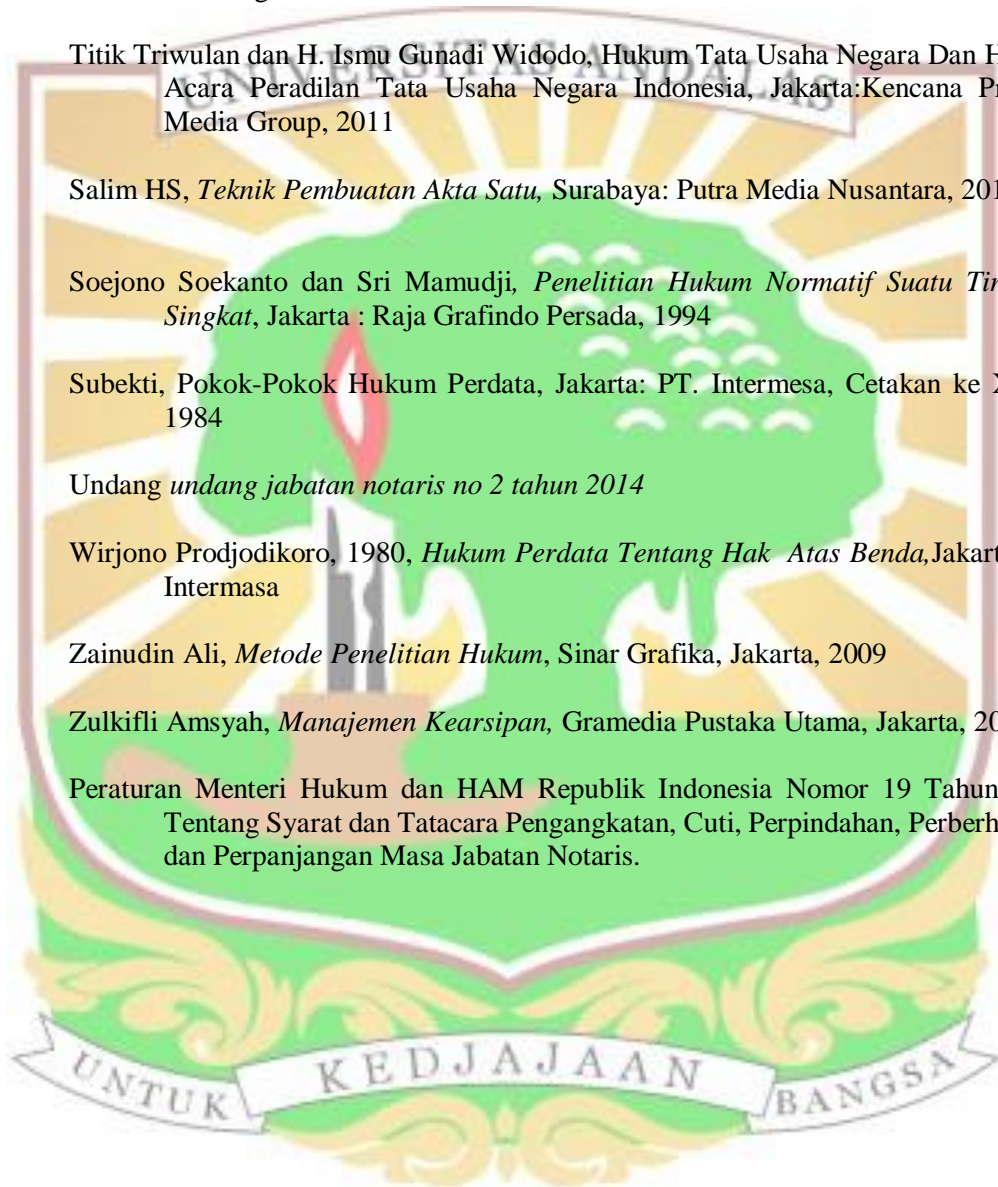 UNIVERSITAS ANDALAS
Titik Triwulan dan H. Ismu Gunadi Widodo, Hukum Tata Usaha Negara Dan H
Acara Peradilan Tata Usaha Negara Indonesia, Jakarta:Kencana Pr
Media Group, 2011
Salim HS, Teknik Pembuatan Akta Satu, Surabaya: Putra Media Nusantara, 201
Soejono Soekanto dan Sri Mamudji, Penelitian Hukum Normatif Suatu Tin
Singkat, Jakarta : Raja Grafindo Persada, 1994
Subekti, Pokok-Pokok Hukum Perdata, Jakarta: PT. Intermesa, Cetakan ke X
1984
Undang undang jabatan notaris no 2 tahun 2014
Wirjono Prodjodikoro, 1980, Hukum Perdata Tentang Hak Atas Benda,Jakart
Intermasa
Zainudin Ali, Metode Penelitian Hukum, Sinar Grafika, Jakarta, 2009
Zulkifli Amsyah, Manajemen Kearsipan, Gramedia Pustaka Utama, Jakarta, 20
Peraturan Menteri Hukum dan HAM Republik Indonesia Nomor 19 Tahun
Tentang Syarat dan Tatacara Pengangkatan, Cuti, Perpindahan, Perberh
dan Perpanjangan Masa Jabatan Notaris.
UNTUK KEDJAJAAN BANGSA